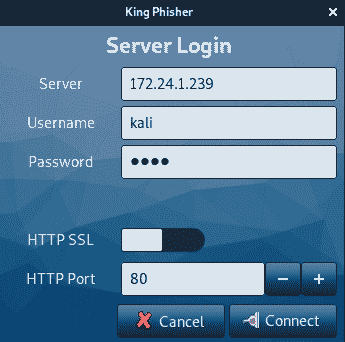 King Phisher
Server Login
Server 172.24.1.239
Username kali
Password ●●●●
HTTP SSL
HTTP Port 80
Cancel Connect